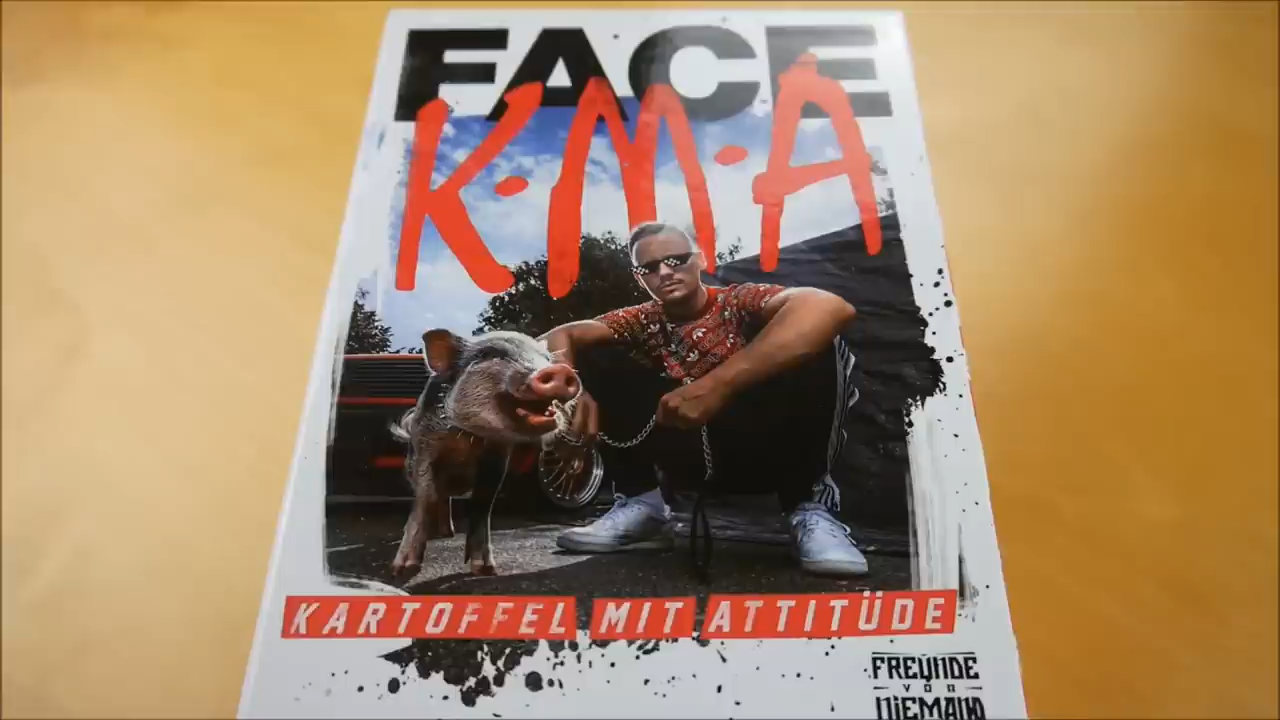 FACE
K·M·A
KARTOFFEL MIT ATTITÜDE
FREUNDE
VON
NIEMAND